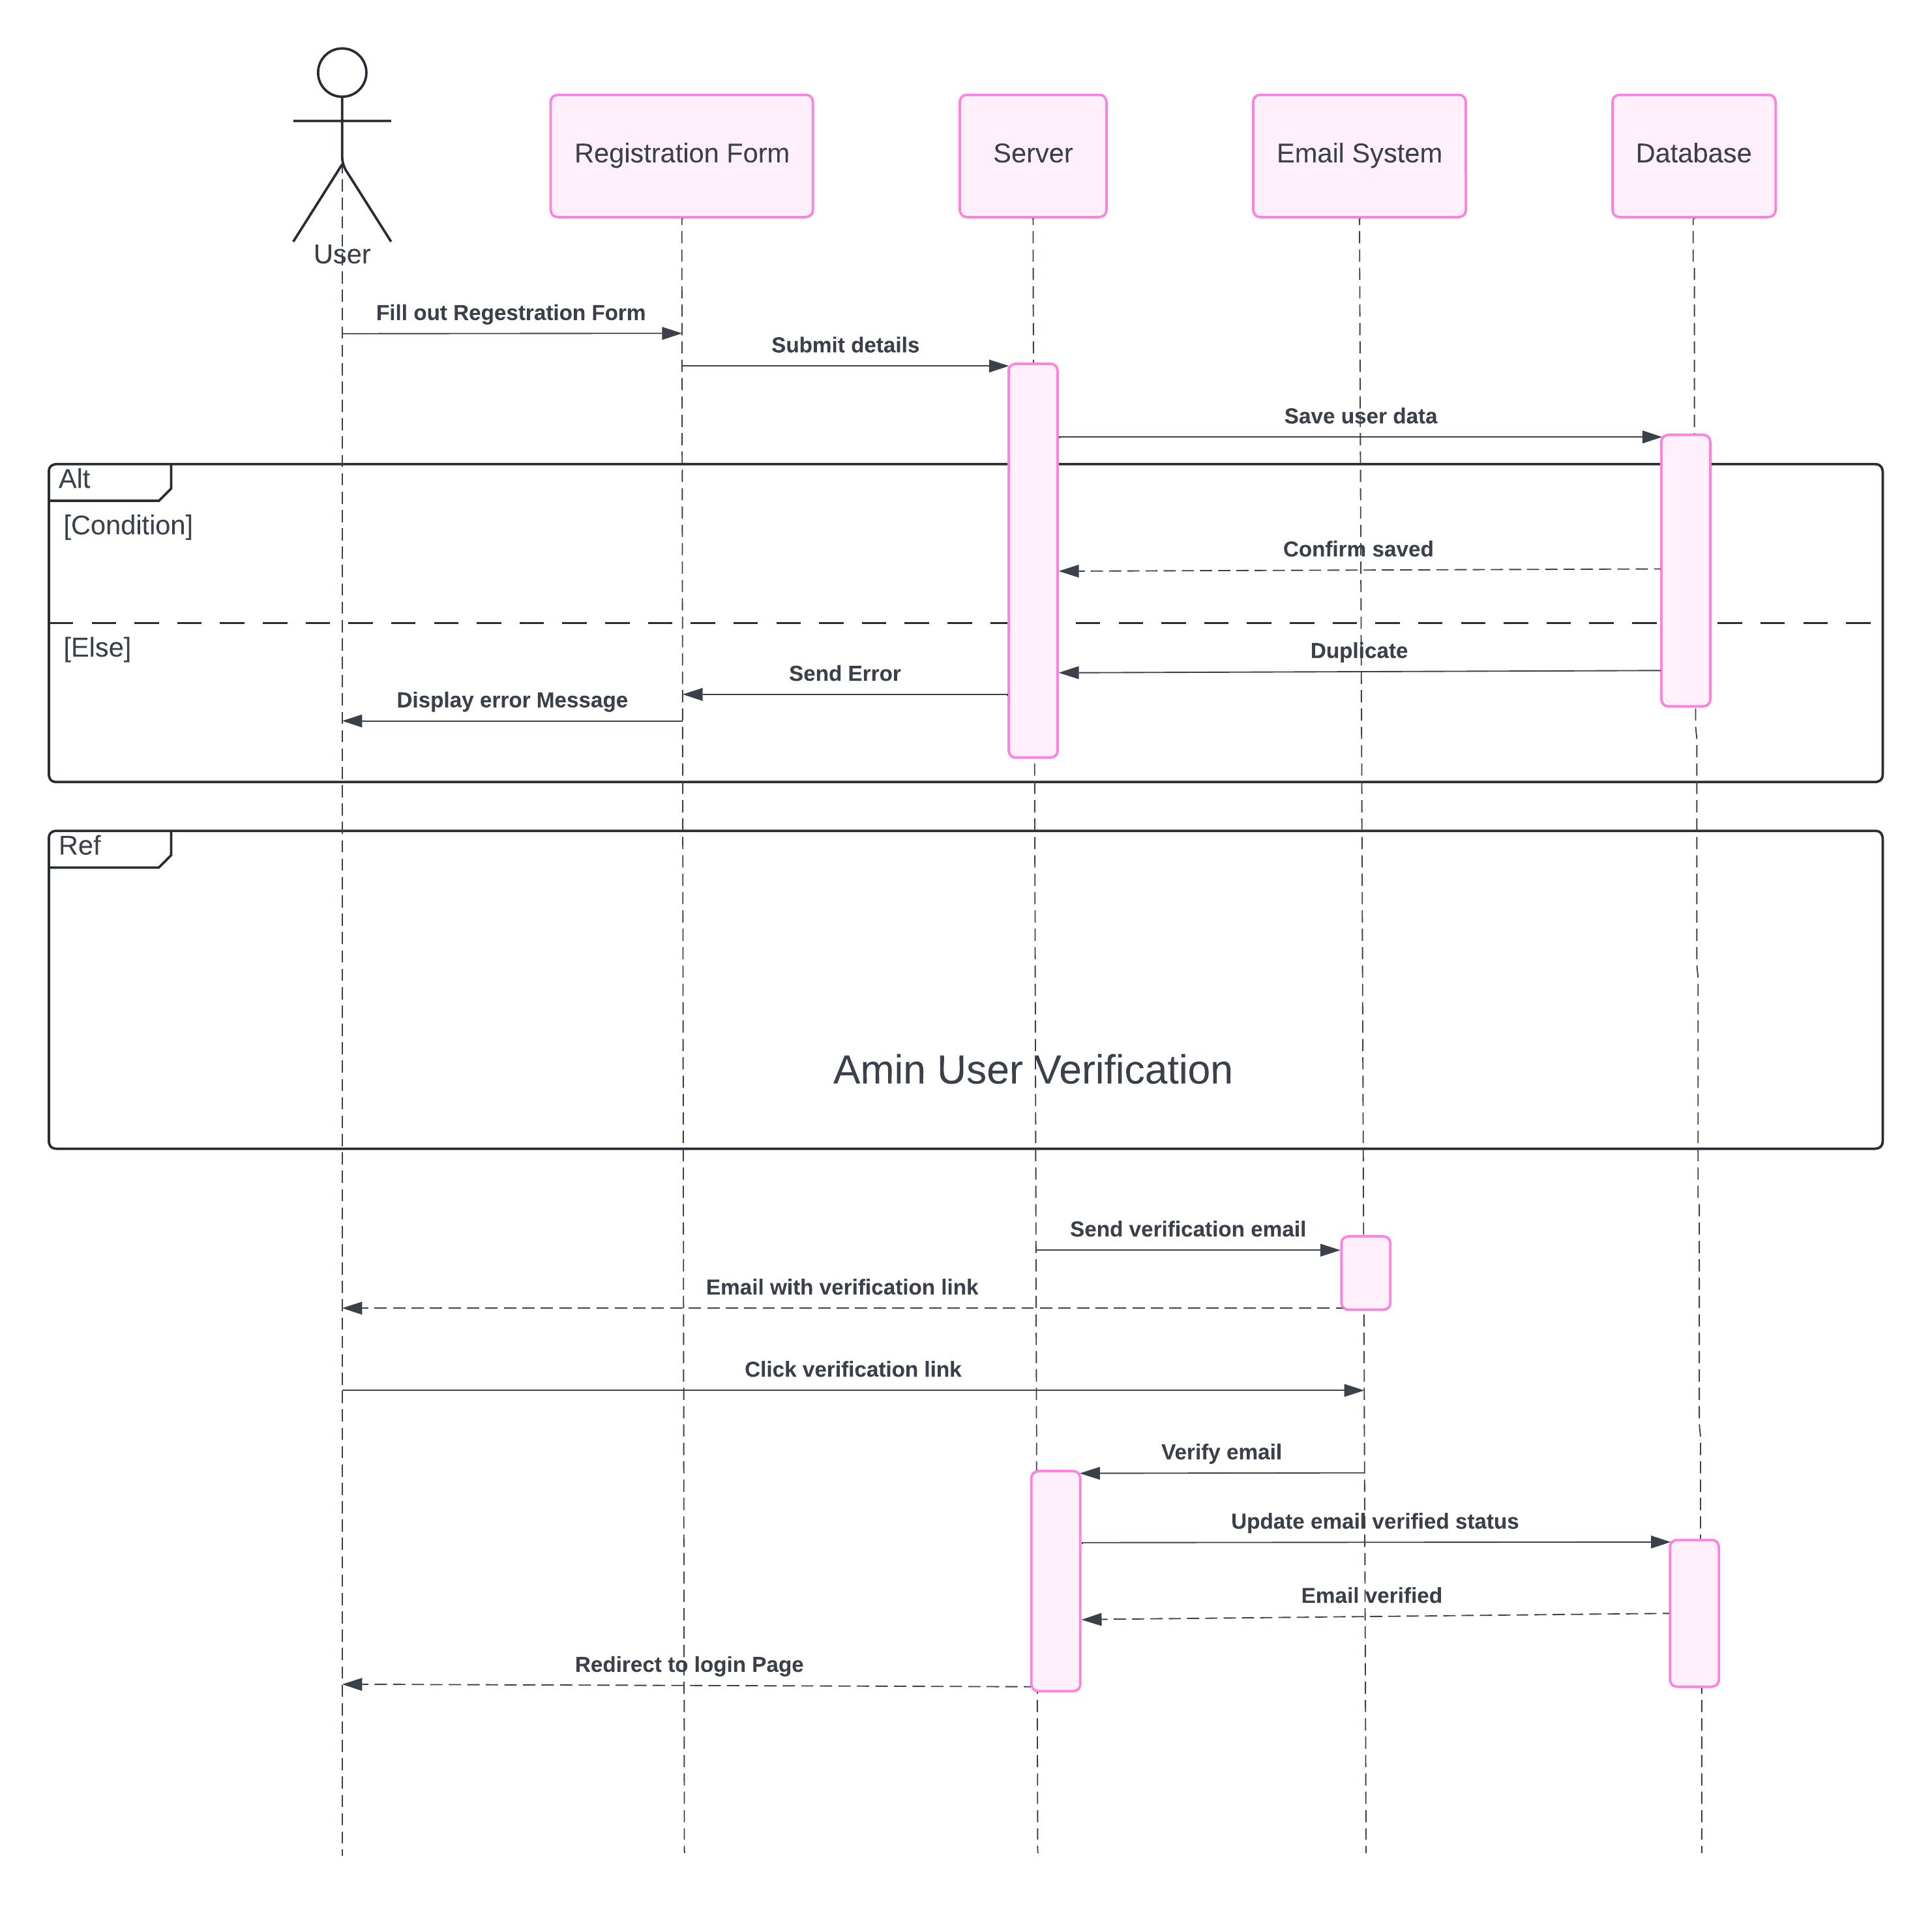 User
Registration Form
Server
Email System
Database
Fill out Regestration Form
Submit details
Save user data
Alt
[Condition]
Confirm saved
[Else]
Duplicate
Send Error
Display error Message
Ref
Amin User Verification
Send verification email
Email with verification link
Click verification link
Verify email
Update email verified status
Email verified
Redirect to login Page